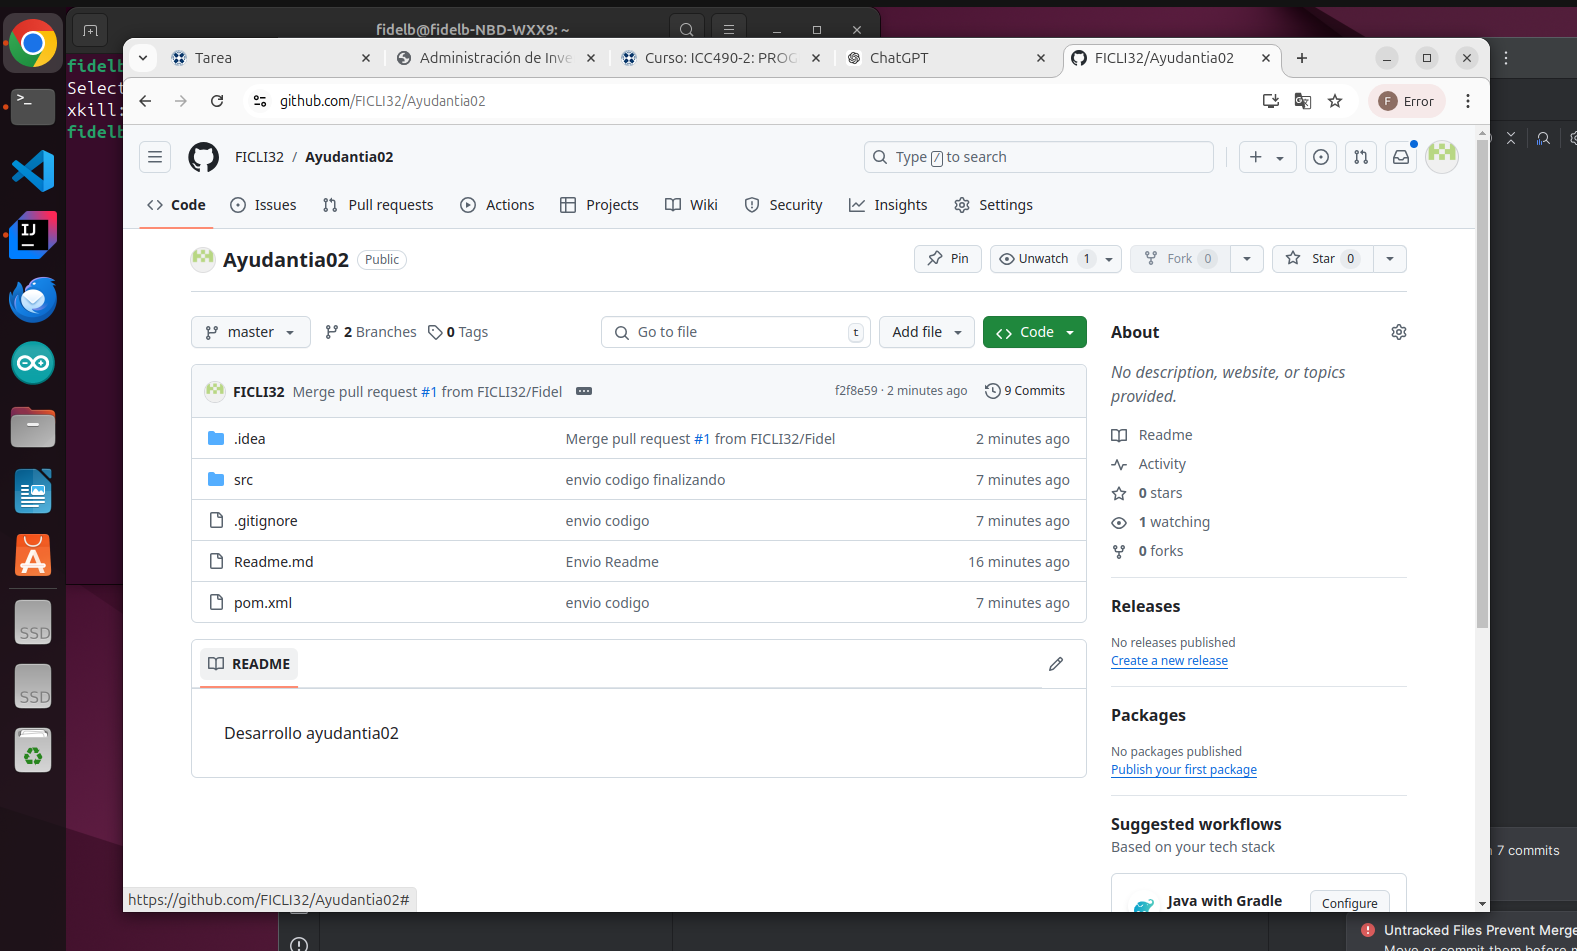 fidelb@fidelb-NBD-WXX9: ~
fidelb
Select
xkill:
fidelb
Tarea
Administración de Inve
Curso: ICC490-2: PROG
ChatGPT
FICLI32/Ayudantia02
github.com/FICLI32/Ayudantia02
F Error
FICLI32 / Ayudantia02
Type / to search
Code
Issues
Pull requests
Actions
Projects
Wiki
Security
Insights
Settings
Ayudantia02 Public
Pin
Unwatch 1
Fork 0
Star 0
master
2 Branches
0 Tags
Go to file t
Add file
Code
FICLI32 Merge pull request #1 from FICLI32/Fidel
f2f8e59 · 2 minutes ago
9 Commits
.idea Merge pull request #1 from FICLI32/Fidel 2 minutes ago
src envio codigo finalizando 7 minutes ago
.gitignore envio codigo 7 minutes ago
Readme.md Envio Readme 16 minutes ago
pom.xml envio codigo 7 minutes ago
README
Desarrollo ayudantia02
About
No description, website, or topics
provided.
Readme
Activity
0 stars
1 watching
0 forks
Releases
No releases published
Create a new release
Packages
No packages published
Publish your first package
Suggested workflows
Based on your tech stack
Java with Gradle
Configure
https://github.com/FICLI32/Ayudantia02#
IJ
SSD
SSD
7 commits
Untracked Files Prevent Merge
Move or commit them before